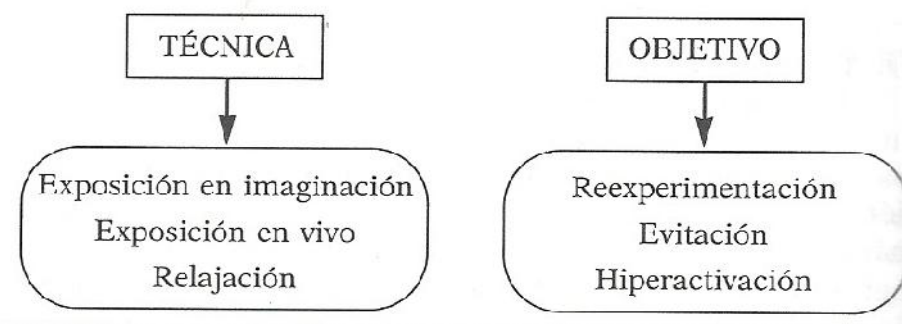 TÉCNICA
Exposición en imaginación
Exposición en vivo
Relajación
OBJETIVO
Reexperimentación
Evitación
Hiperactivación